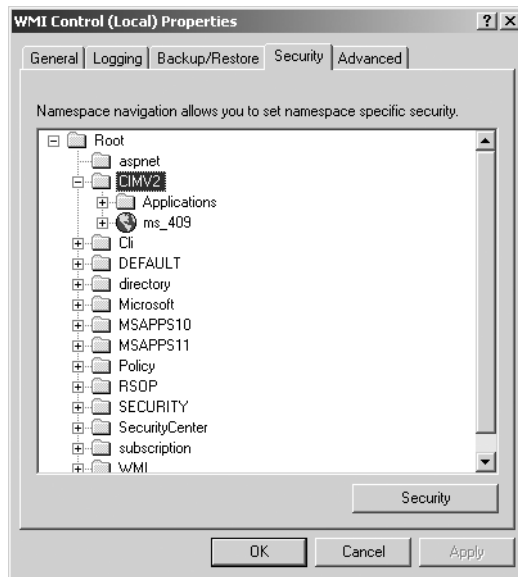 WMI Control (Local) Properties
General Logging Backup/Restore Security Advanced
Namespace navigation allows you to set namespace specific security.
Root
aspnet
CIMV2
Applications
ms_409
Cli
DEFAULT
directory
Microsoft
MSAPPS10
MSAPPS11
Policy
RSOP
SECURITY
SecurityCenter
subscription
WMI
Security
OK Cancel Apply